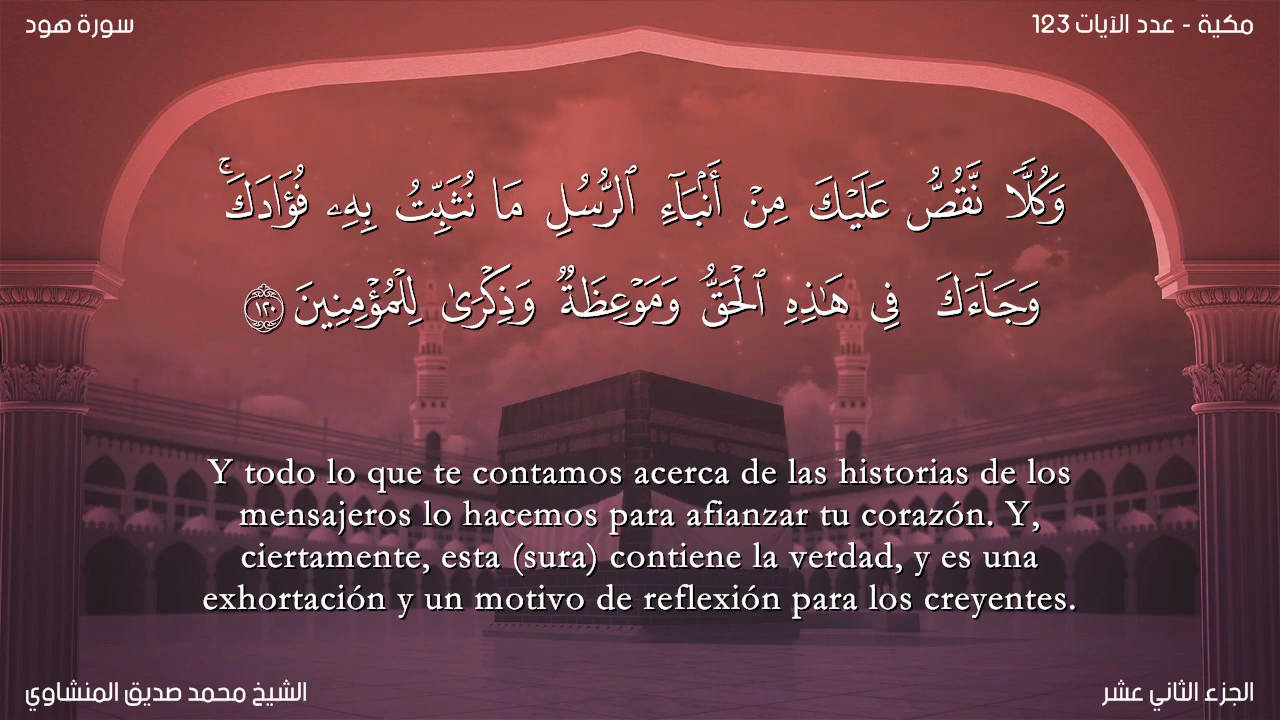 سورة هود
مكية - عدد الآيات 123
وَكُلًّا نَّقُصُّ عَلَيْكَ مِنْ أَنۢبَآءِ ٱلرُّسُلِ مَا نُثَبِّتُ بِهِۦ فُؤَادَكَ ۚ
وَجَآءَكَ فِى هَٰذِهِ ٱلْحَقُّ وَمَوْعِظَةٌ وَذِكْرَىٰ لِلْمُؤْمِنِينَ ١٢٠
Y todo lo que te contamos acerca de las historias de los
mensajeros lo hacemos para afianzar tu corazón. Y,
ciertamente, esta (sura) contiene la verdad, y es una
exhortación y un motivo de reflexión para los creyentes.
الشيخ محمد صديق المنشاوي
الجزء الثاني عشر